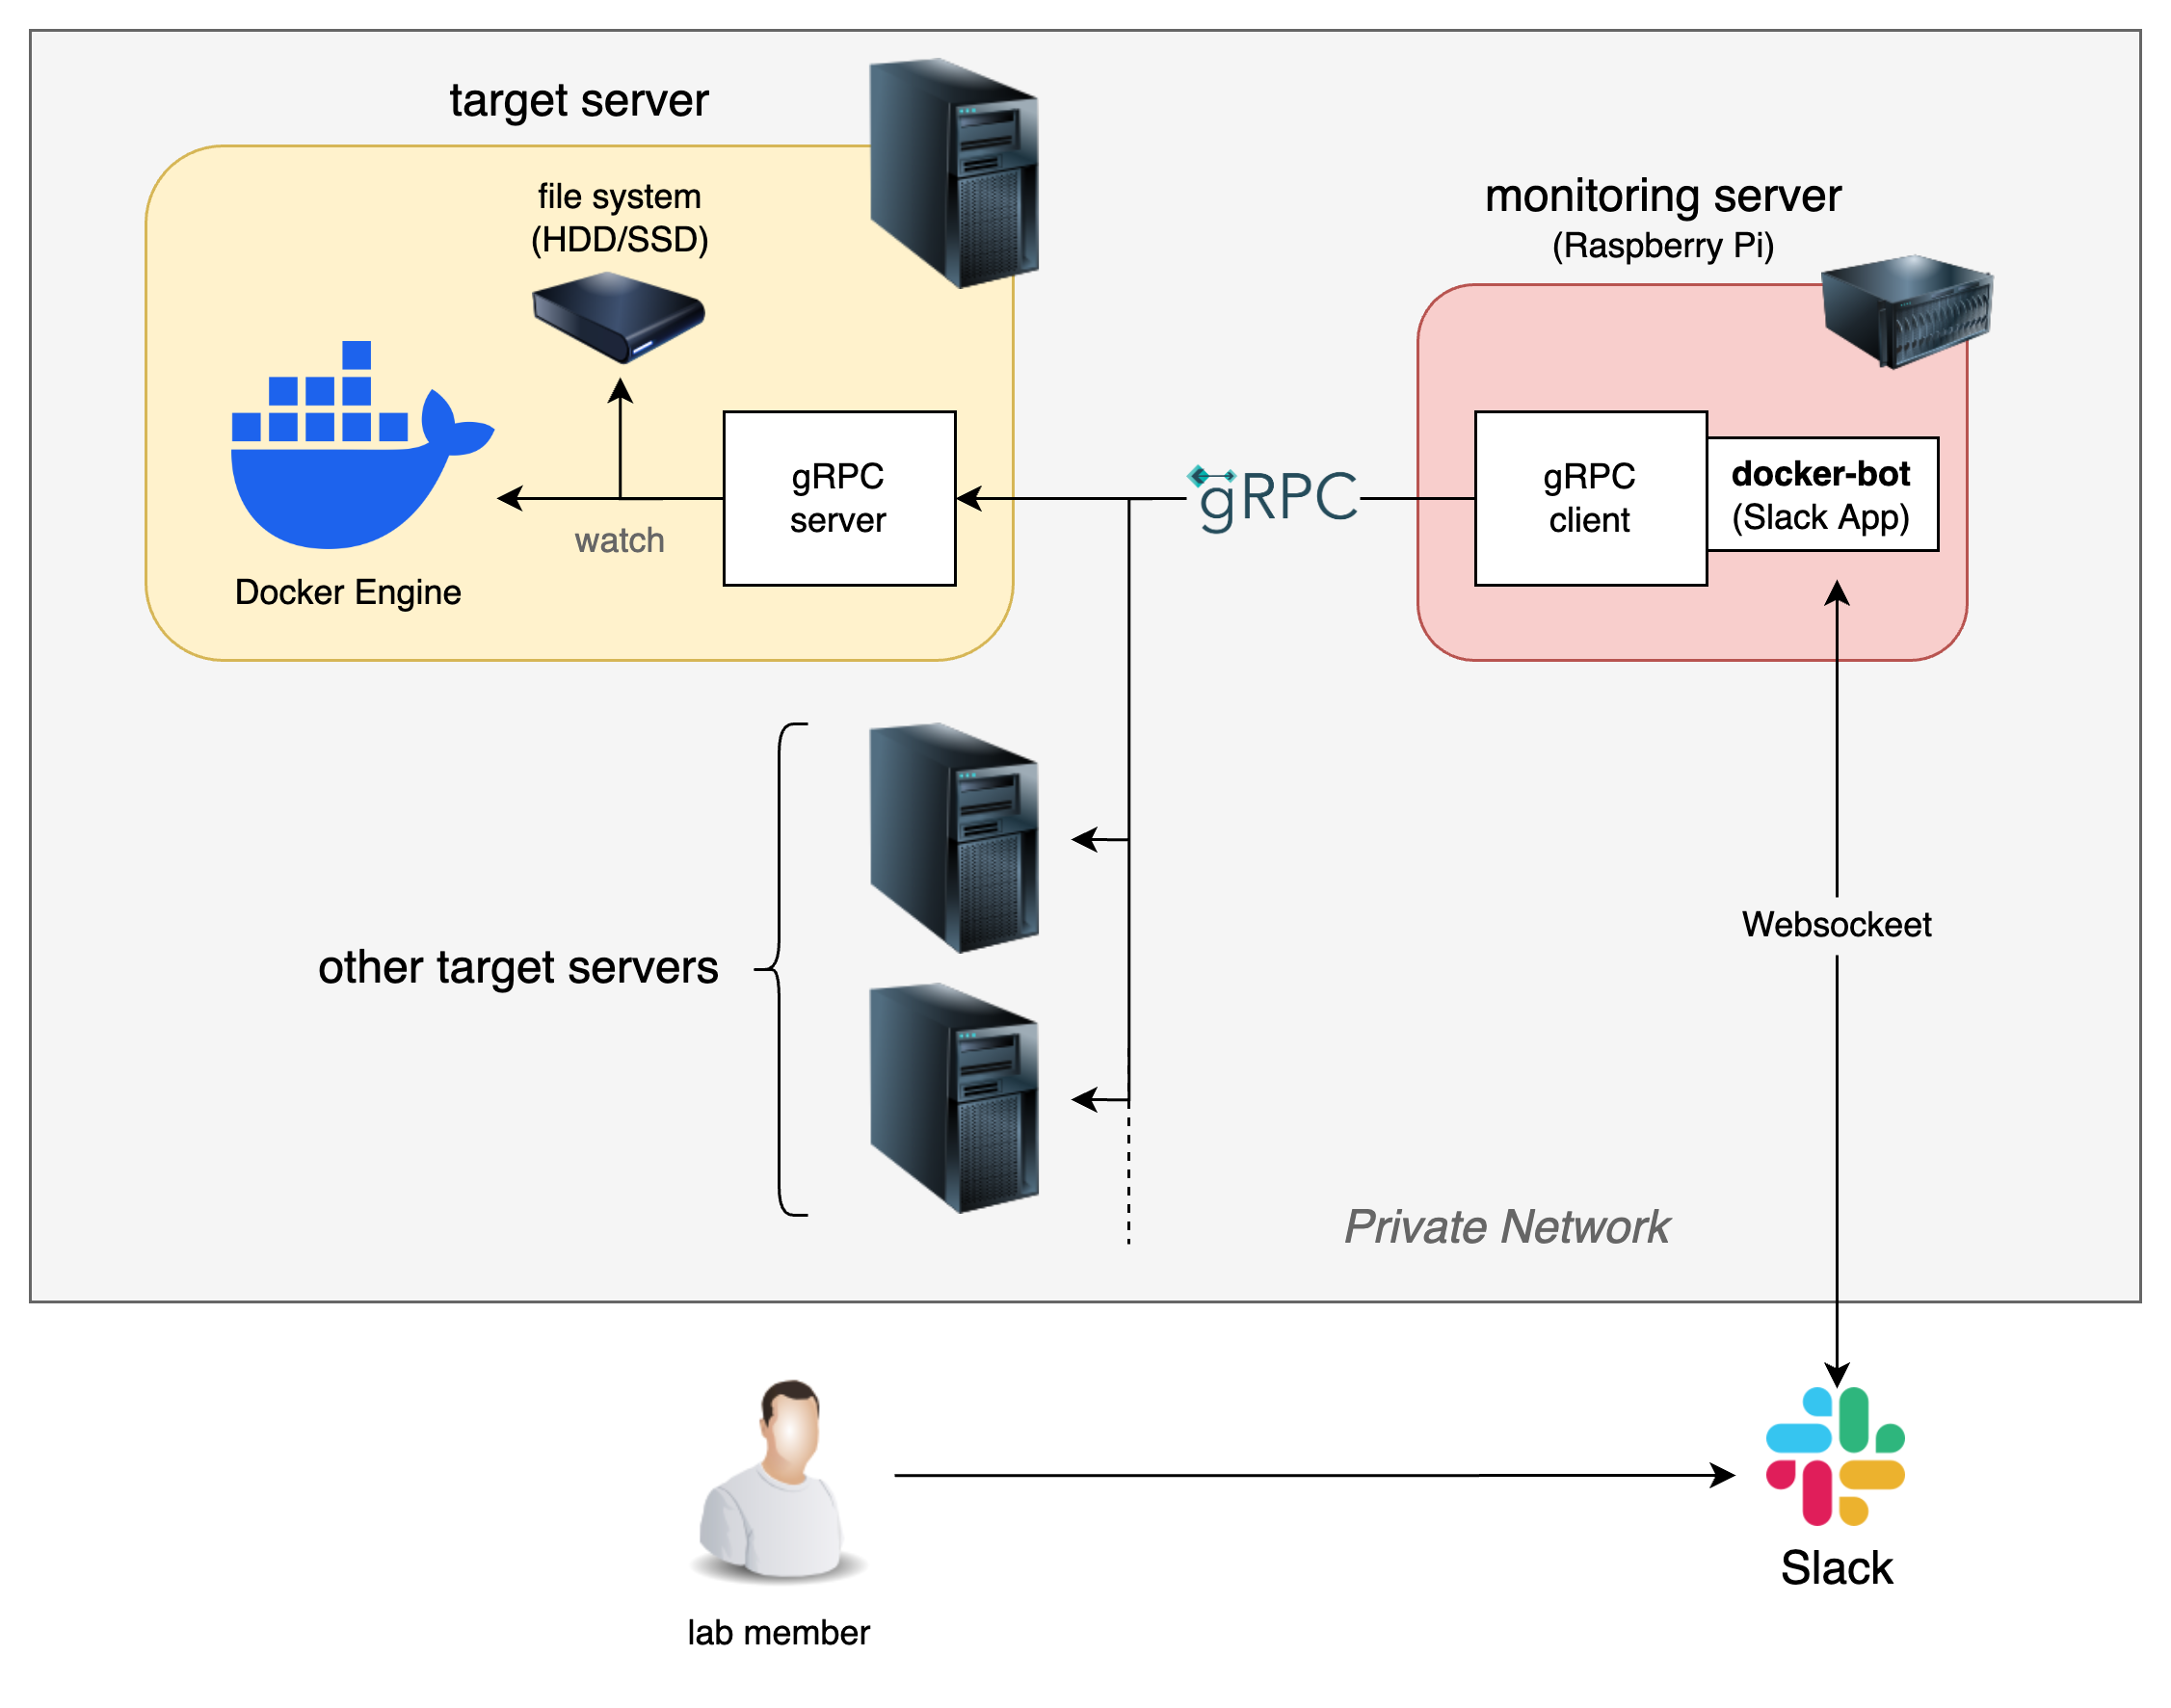 target server
file system
(HDD/SSD)
monitoring server
(Raspberry Pi)
gRPC
server
watch
Docker Engine
gRPC
gRPC
client
docker-bot
(Slack App)
other target servers
Websockeet
Private Network
Slack
lab member